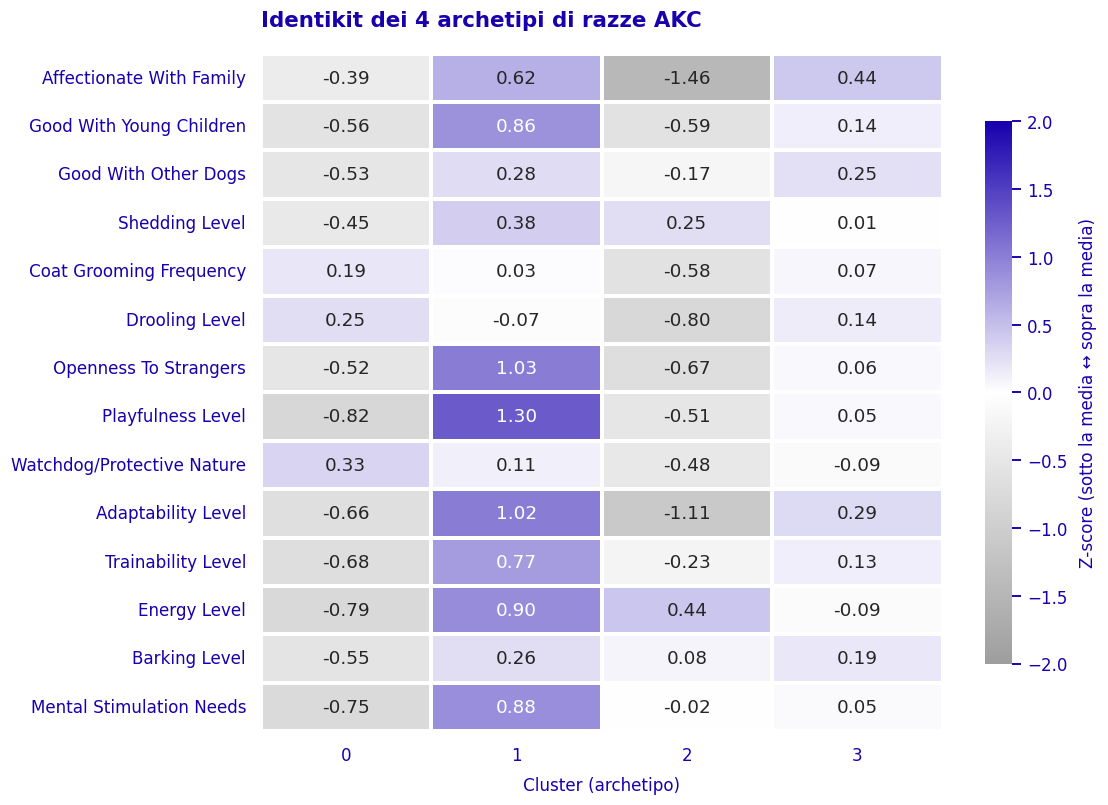 Identikit dei 4 archetipi di razze AKC
Affectionate With Family -0.39 0.62 -1.46 0.44
Good With Young Children -0.56 0.86 -0.59 0.14
Good With Other Dogs -0.53 0.28 -0.17 0.25
Shedding Level -0.45 0.38 0.25 0.01
Coat Grooming Frequency 0.19 0.03 -0.58 0.07
Drooling Level 0.25 -0.07 -0.80 0.14
Openness To Strangers -0.52 1.03 -0.67 0.06
Playfulness Level -0.82 1.30 -0.51 0.05
Watchdog/Protective Nature 0.33 0.11 -0.48 -0.09
Adaptability Level -0.66 1.02 -1.11 0.29
Trainability Level -0.68 0.77 -0.23 0.13
Energy Level -0.79 0.90 0.44 -0.09
Barking Level -0.55 0.26 0.08 0.19
Mental Stimulation Needs -0.75 0.88 -0.02 0.05
0 1 2 3
Cluster (archetipo)
2.0
1.5
1.0
0.5
0.0
−0.5
−1.0
−1.5
−2.0
Z-score (sotto la media ↔ sopra la media)